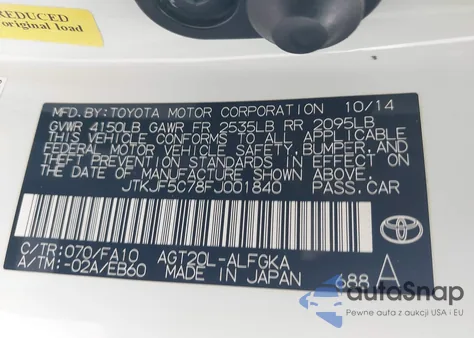 REDUCED
original load
MFD.BY:TOYOTA MOTOR CORPORATION 10/14
GVWR 4150LB GAWR FR 2535LB RR 2095LB
THIS VEHICLE CONFORMS TO ALL APPLICABLE
FEDERAL MOTOR VEHICLE SAFETY, BUMPER, AND
THEFT PREVENTION STANDARDS IN EFFECT ON
THE DATE OF MANUFACTURE SHOWN ABOVE.
JTKJF5C78FJ001840 PASS.CAR
TOYOTA
C/TR:070/FA10 AGT20L-ALFGKA
A/TM:-02A/EB60 MADE IN JAPAN 688 A
autoSnap
Pewne auta z aukcji USA i EU